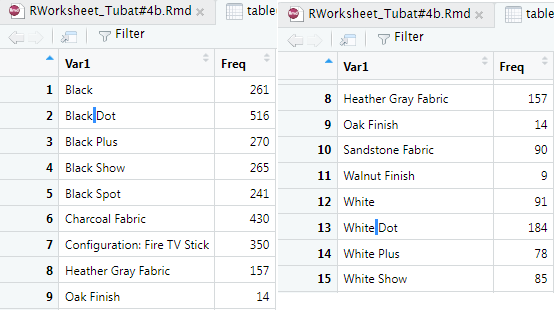 RWorksheet_Tubat#4b.Rmd × table
Filter
Var1 Freq
1 Black 261
2 Black Dot 516
3 Black Plus 270
4 Black Show 265
5 Black Spot 241
6 Charcoal Fabric 430
7 Configuration: Fire TV Stick 350
8 Heather Gray Fabric 157
9 Oak Finish 14
RWorksheet_Tubat#4b.Rmd × table
Filter
Var1 Freq
8 Heather Gray Fabric 157
9 Oak Finish 14
10 Sandstone Fabric 90
11 Walnut Finish 9
12 White 91
13 White Dot 184
14 White Plus 78
15 White Show 85